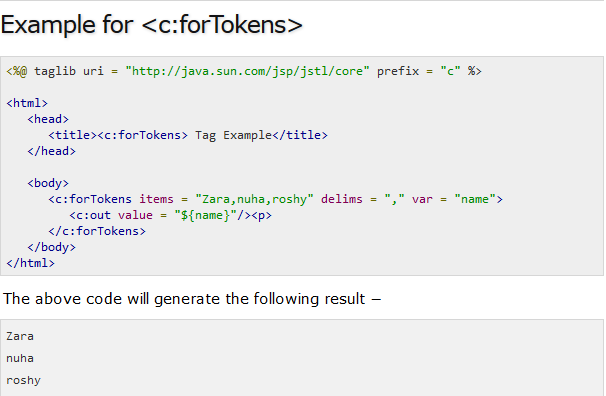 Example for <c:forTokens>
<%@ taglib uri = "http://java.sun.com/jsp/jstl/core" prefix = "c" %>
<html>
<head>
<title><c:forTokens> Tag Example</title>
</head>
<body>
<c:forTokens items = "Zara,nuha,roshy" delims = "," var = "name">
<c:out value = "${name}"/><p>
</c:forTokens>
</body>
</html>
The above code will generate the following result −
Zara
nuha
roshy